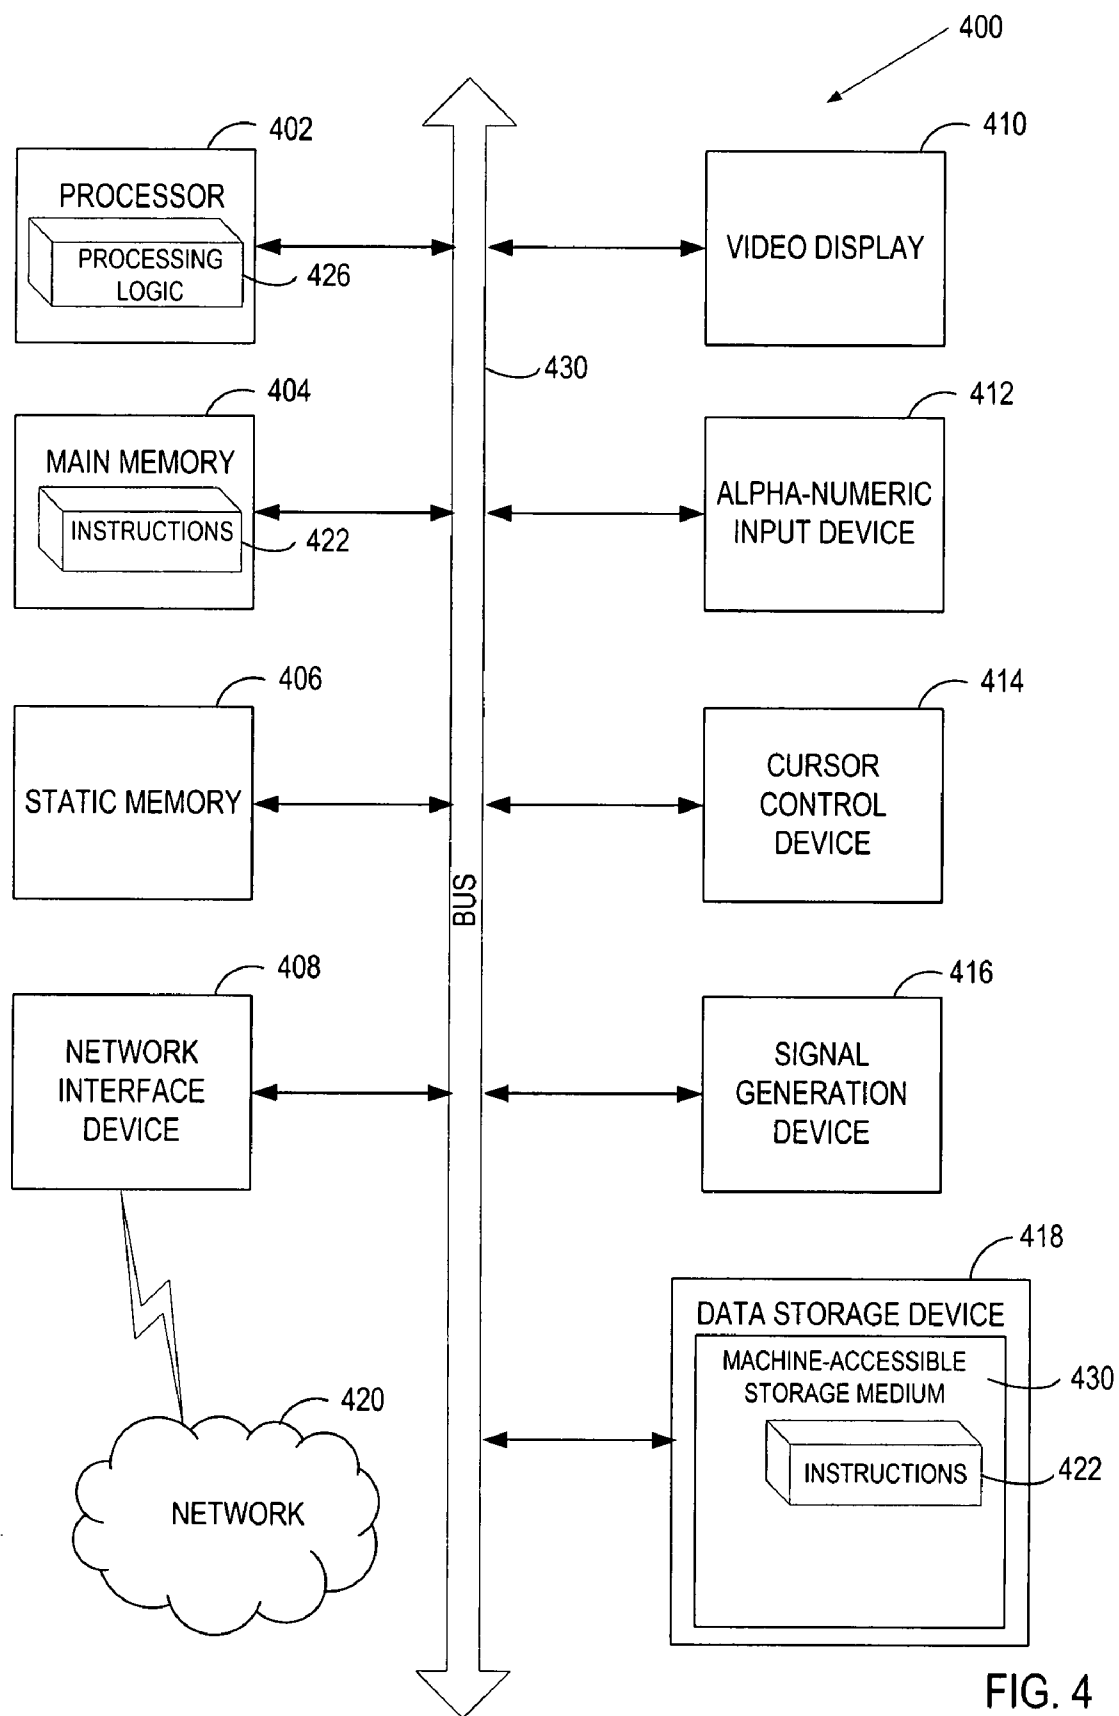 400
402
PROCESSOR
PROCESSING
LOGIC
426
410
VIDEO DISPLAY
430
404
MAIN MEMORY
INSTRUCTIONS
422
412
ALPHA-NUMERIC
INPUT DEVICE
406
STATIC MEMORY
414
CURSOR
CONTROL
DEVICE
BUS
408
NETWORK
INTERFACE
DEVICE
416
SIGNAL
GENERATION
DEVICE
420
NETWORK
418
DATA STORAGE DEVICE
MACHINE-ACCESSIBLE
STORAGE MEDIUM
430
INSTRUCTIONS
422
FIG. 4